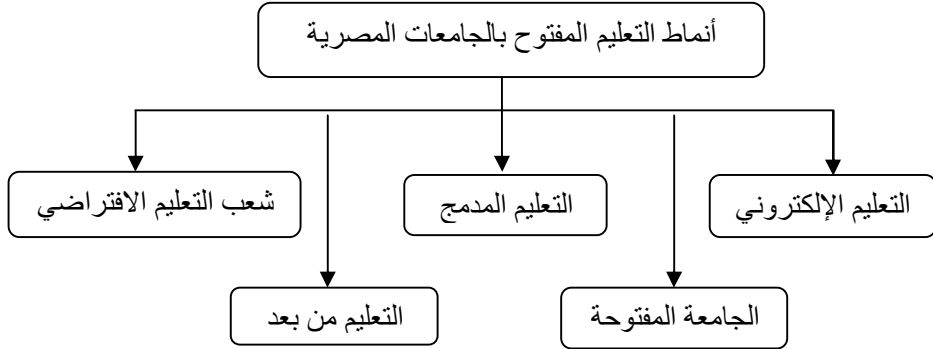 أنماط التعليم المفتوح بالجامعات المصرية
التعليم الإلكتروني
التعليم المدمج
شعب التعليم الافتراضي
الجامعة المفتوحة
التعليم من بعد